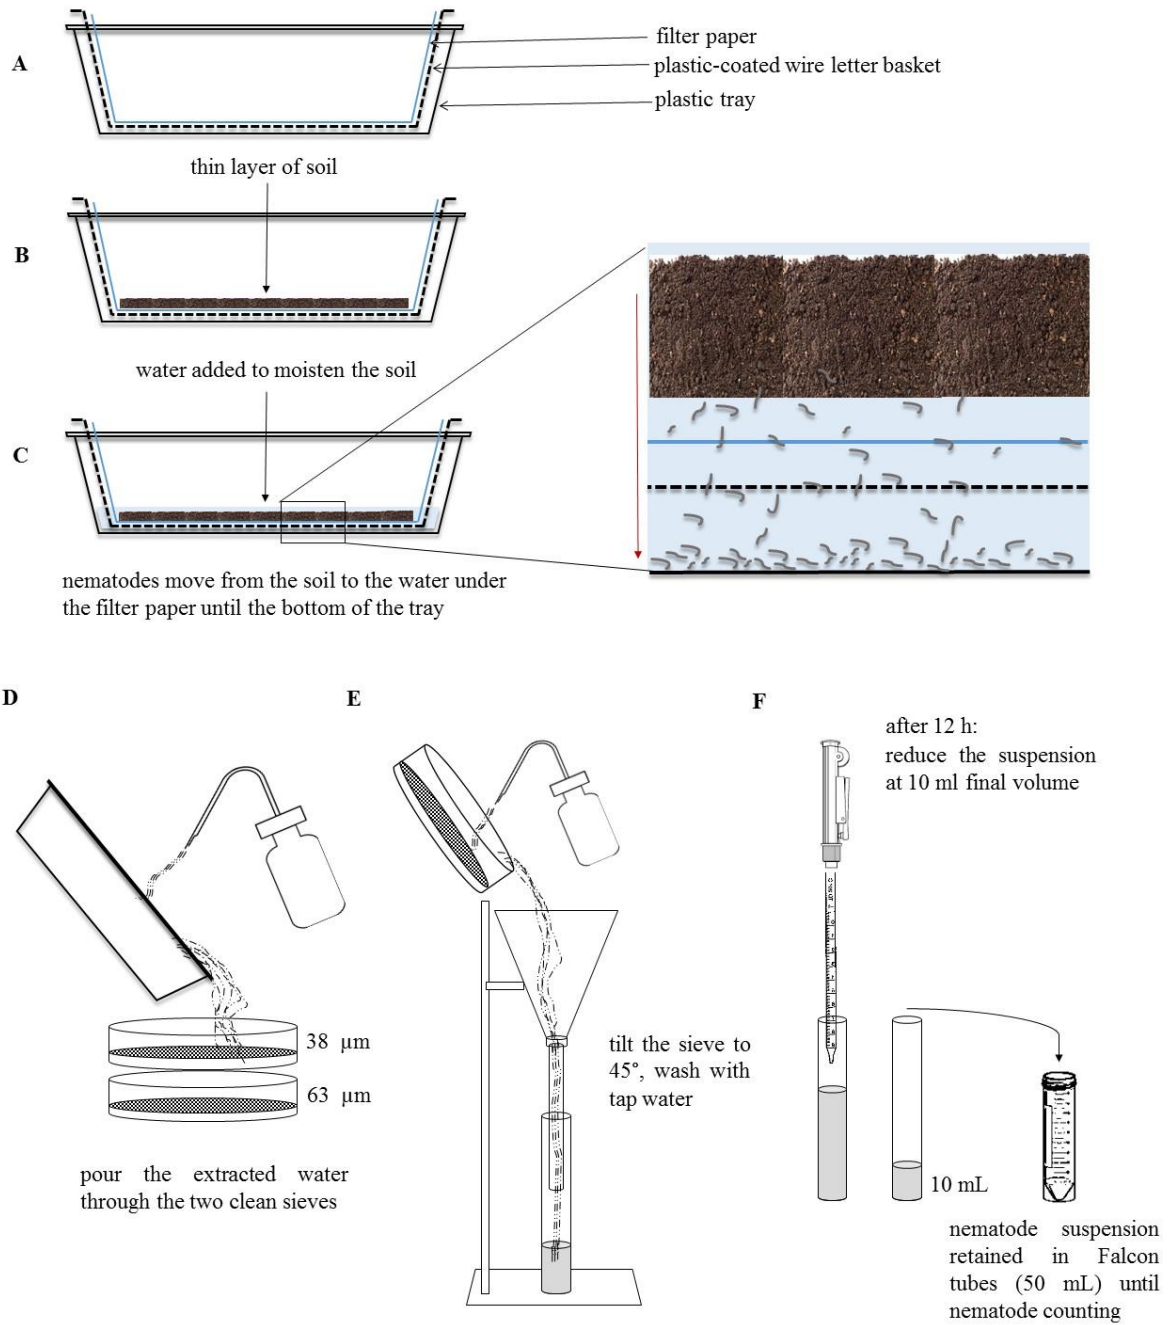 A
filter paper
plastic-coated wire letter basket
plastic tray
thin layer of soil
B
water added to moisten the soil
C
nematodes move from the soil to the water under
the filter paper until the bottom of the tray
D
E
F
after 12 h:
reduce the suspension
at 10 ml final volume
38 µm
63 µm
pour the extracted water
through the two clean sieves
tilt the sieve to
45°, wash with
tap water
10 mL
nematode suspension
retained in Falcon
tubes (50 mL) until
nematode counting